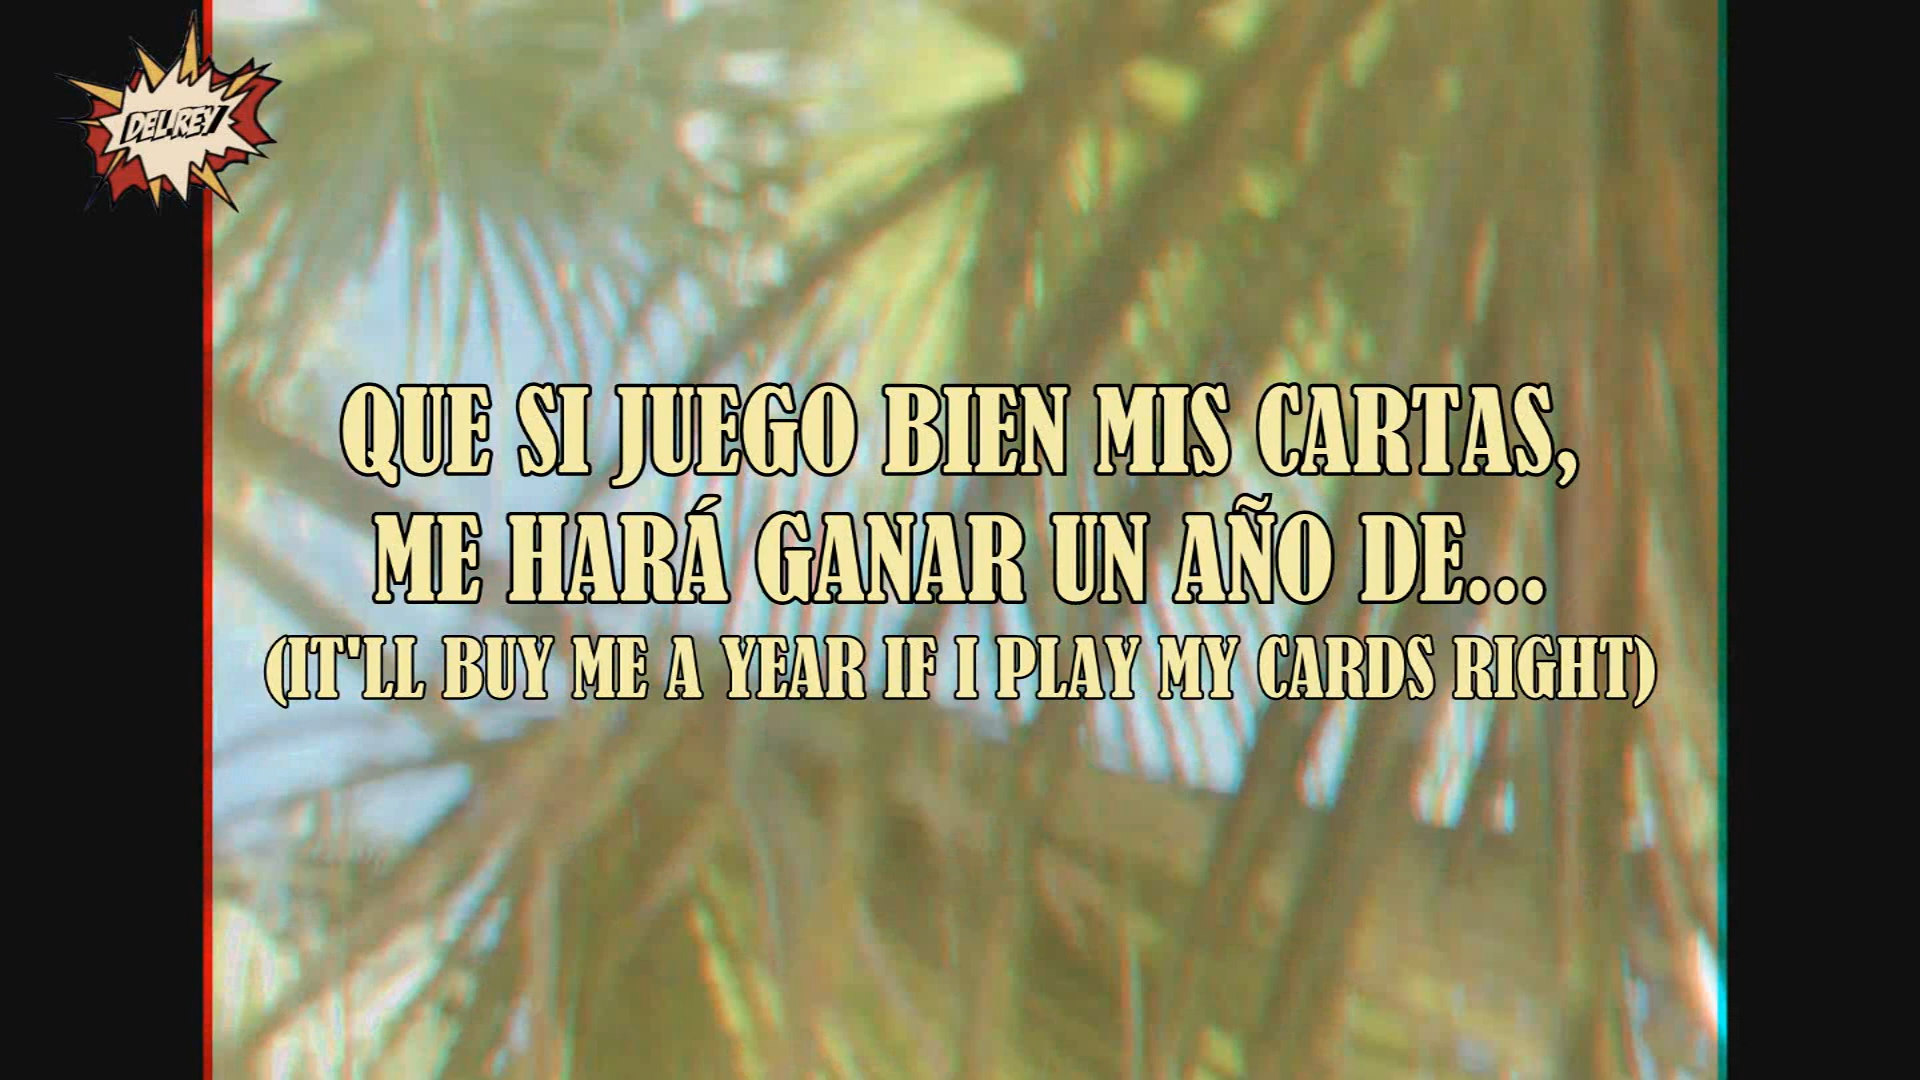 DEL REY
QUE SI JUEGO BIEN MIS CARTAS,
ME HARÁ GANAR UN AÑO DE...
(IT'LL BUY ME A YEAR IF I PLAY MY CARDS RIGHT)